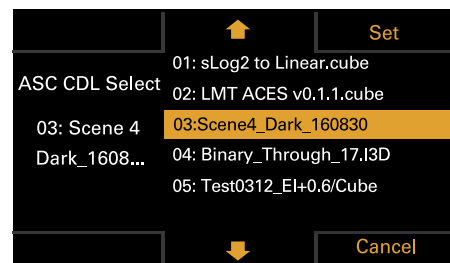 Set
ASC CDL Select
03: Scene 4
Dark_1608...
01: sLog2 to Linear.cube
02: LMT ACES v0.1.1.cube
03:Scene4_Dark_160830
04: Binary_Through_17.l3D
05: Test0312_EI+0.6/Cube
Cancel